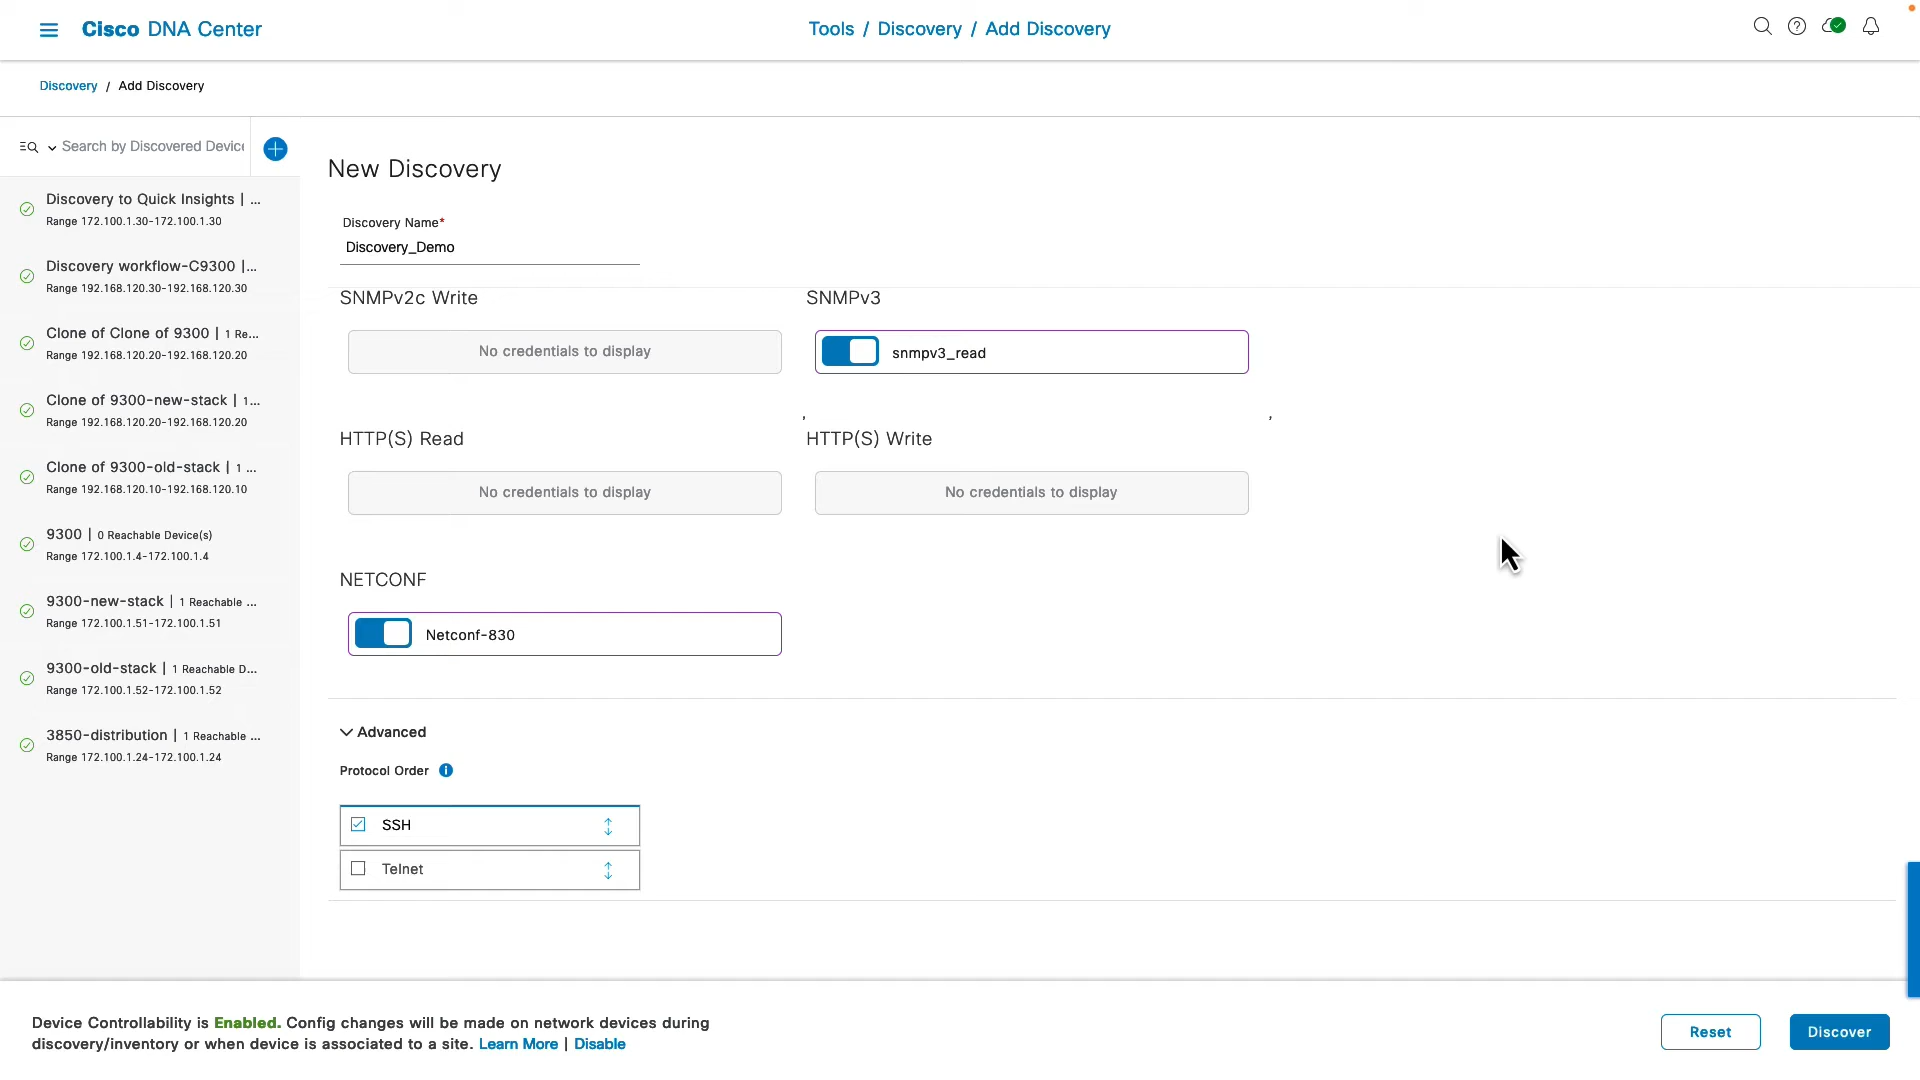 Cisco DNA Center
Tools / Discovery / Add Discovery
Discovery / Add Discovery
Search by Discovered Device
New Discovery
Discovery Name*
Discovery_Demo
Discovery to Quick Insights | ...
Range 172.100.1.30-172.100.1.30
Discovery workflow-C9300 |...
Range 192.168.120.30-192.168.120.30
Clone of Clone of 9300 | 1 Re...
Range 192.168.120.20-192.168.120.20
Clone of 9300-new-stack | 1...
Range 192.168.120.20-192.168.120.20
Clone of 9300-old-stack | 1 ...
Range 192.168.120.10-192.168.120.10
9300 | 0 Reachable Device(s)
Range 172.100.1.4-172.100.1.4
9300-new-stack | 1 Reachable ...
Range 172.100.1.51-172.100.1.51
9300-old-stack | 1 Reachable D...
Range 172.100.1.52-172.100.1.52
3850-distribution | 1 Reachable ...
Range 172.100.1.24-172.100.1.24
SNMPv2c Write
No credentials to display
SNMPv3
snmpv3_read
, ,
HTTP(S) Read
No credentials to display
HTTP(S) Write
No credentials to display
NETCONF
Netconf-830
Advanced
Protocol Order
SSH
Telnet
Device Controllability is Enabled. Config changes will be made on network devices during
discovery/inventory or when device is associated to a site. Learn More | Disable
Reset
Discover